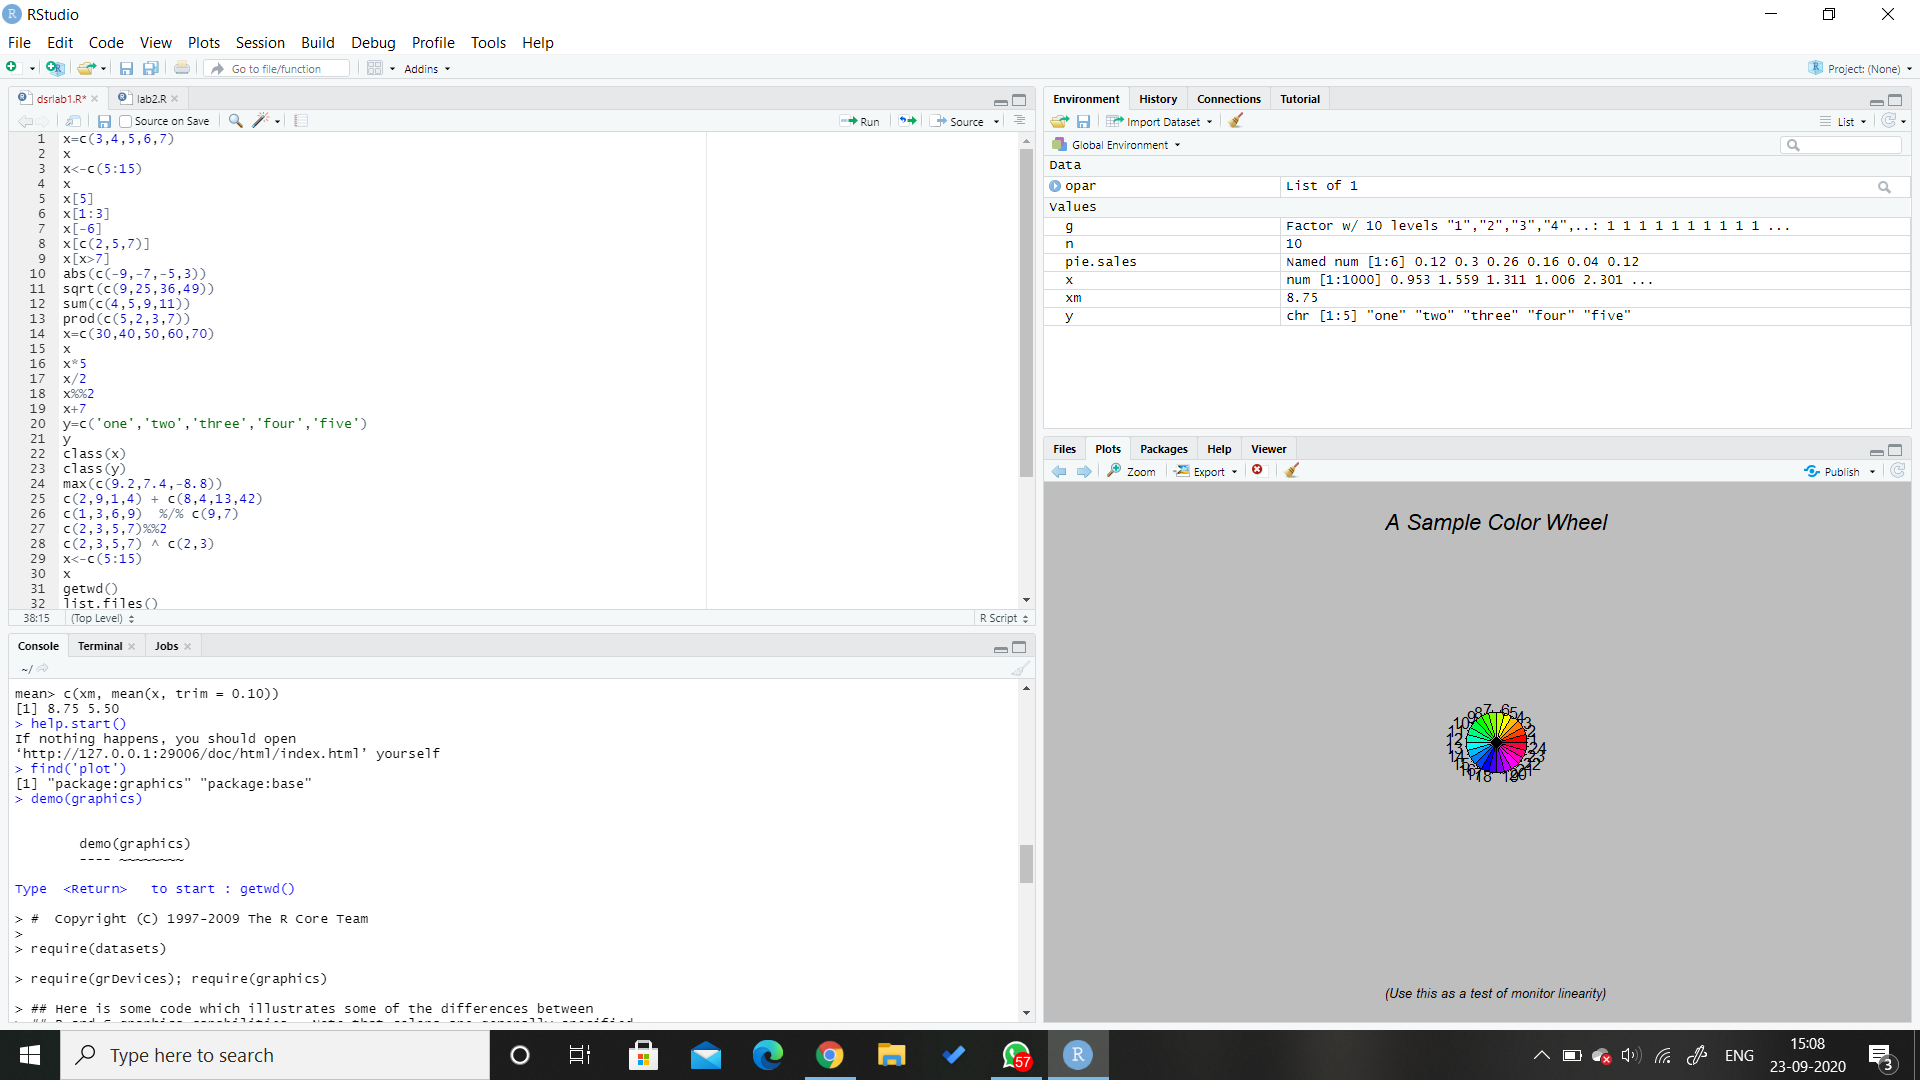 RStudio
File Edit Code View Plots Session Build Debug Profile Tools Help
Go to file/function Addins Project: (None)
dsrlab1.R* lab2.R
Source on Save Run Source
1 x=c(3,4,5,6,7)
2 x
3 x<-c(5:15)
4 x
5 x[5]
6 x[1:3]
7 x[-6]
8 x[c(2,5,7)]
9 x[x>7]
10 abs(c(-9,-7,-5,3))
11 sqrt(c(9,25,36,49))
12 sum(c(4,5,9,11))
13 prod(c(5,2,3,7))
14 x=c(30,40,50,60,70)
15 x
16 x*5
17 x/2
18 x%%2
19 x+7
20 y=c('one','two','three','four','five')
21 y
22 class(x)
23 class(y)
24 max(c(9.2,7.4,-8.8))
25 c(2,9,1,4) + c(8,4,13,42)
26 c(1,3,6,9)  %/% c(9,7)
27 c(2,3,5,7)%%2
28 c(2,3,5,7) ^ c(2,3)
29 x<-c(5:15)
30 x
31 getwd()
32 list.files()
38:15 (Top Level) R Script
Console Terminal Jobs
~/
mean> c(xm, mean(x, trim = 0.10))
[1] 8.75 5.50
> help.start()
If nothing happens, you should open
‘http://127.0.0.1:29006/doc/html/index.html’ yourself
> find('plot')
[1] "package:graphics" "package:base"
> demo(graphics)
demo(graphics)
---- ~~~~~~~~
Type  <Return>   to start : getwd()
> #  Copyright (C) 1997-2009 The R Core Team
>
> require(datasets)
> require(grDevices); require(graphics)
> ## Here is some code which illustrates some of the differences between
Environment History Connections Tutorial
Import Dataset List
Global Environment
Data
opar List of 1
Values
g Factor w/ 10 levels "1","2","3","4",..: 1 1 1 1 1 1 1 1 1 1 ...
n 10
pie.sales Named num [1:6] 0.12 0.3 0.26 0.16 0.04 0.12
x num [1:1000] 0.953 1.559 1.311 1.006 2.301 ...
xm 8.75
y chr [1:5] "one" "two" "three" "four" "five"
Files Plots Packages Help Viewer
Zoom Export Publish
A Sample Color Wheel
(Use this as a test of monitor linearity)
Type here to search
57
R
ENG
15:08
23-09-2020
3